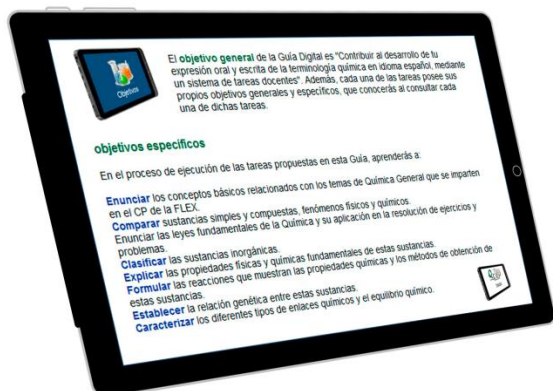 Objetivos
El objetivo general de la Guía Digital es "Contribuir al desarrollo de tu
expresión oral y escrita de la terminología química en idioma español, mediante
un sistema de tareas docentes". Además, cada una de las tareas posee sus
propios objetivos generales y específicos, que conocerás al consultar cada
una de dichas tareas.
objetivos específicos
En el proceso de ejecución de las tareas propuestas en esta Guía, aprenderás a:
Enunciar los conceptos básicos relacionados con los temas de Química General que se imparten
en el CP de la FLEX.
Comparar sustancias simples y compuestas, fenómenos físicos y químicos.
Enunciar las leyes fundamentales de la Química y su aplicación en la resolución de ejercicios y
problemas.
Clasificar las sustancias inorgánicas.
Explicar las propiedades físicas y químicas fundamentales de estas sustancias.
Formular las reacciones que muestran las propiedades químicas y los métodos de obtención de
estas sustancias.
Establecer la relación genética entre estas sustancias.
Caracterizar los diferentes tipos de enlaces químicos y el equilibrio químico.